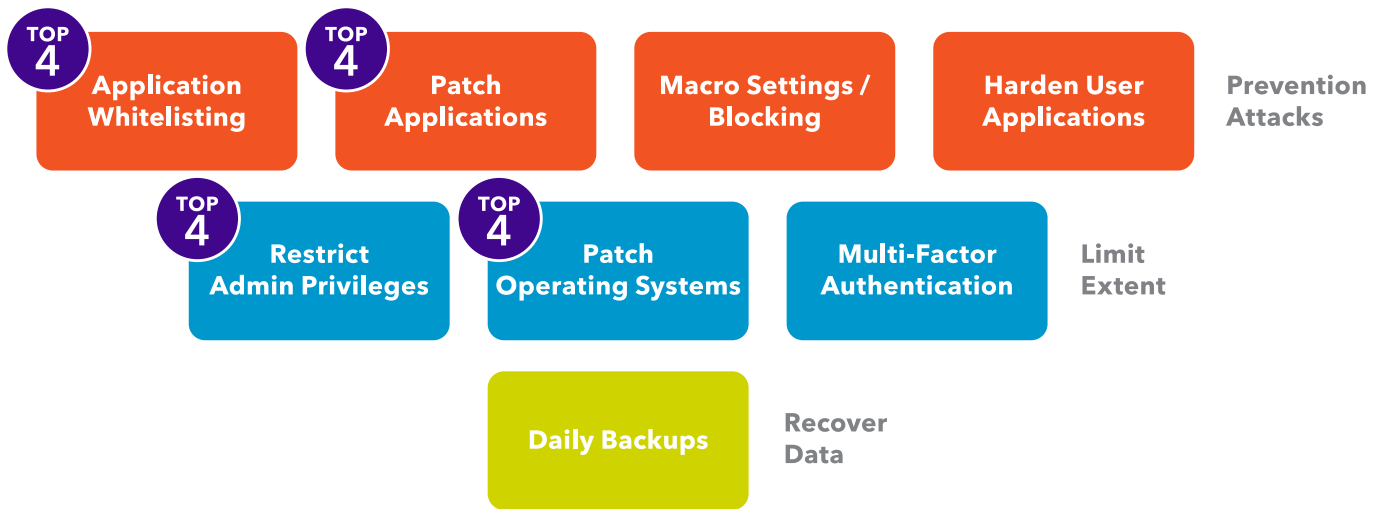 TOP
4
Application
Whitelisting
TOP
4
Patch
Applications
Macro Settings /
Blocking
Harden User
Applications
Prevention
Attacks
TOP
4
Restrict
Admin Privileges
TOP
4
Patch
Operating Systems
Multi-Factor
Authentication
Limit
Extent
Daily Backups
Recover
Data